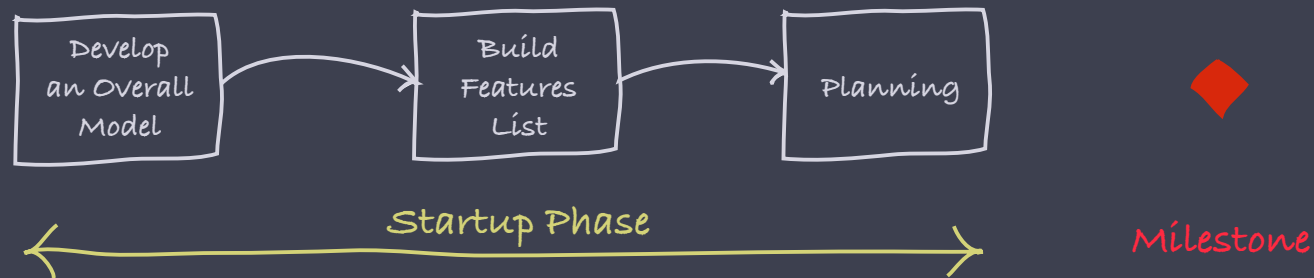 Develop
an Overall
Model
Build
Features
List
Planning
Startup Phase
Milestone